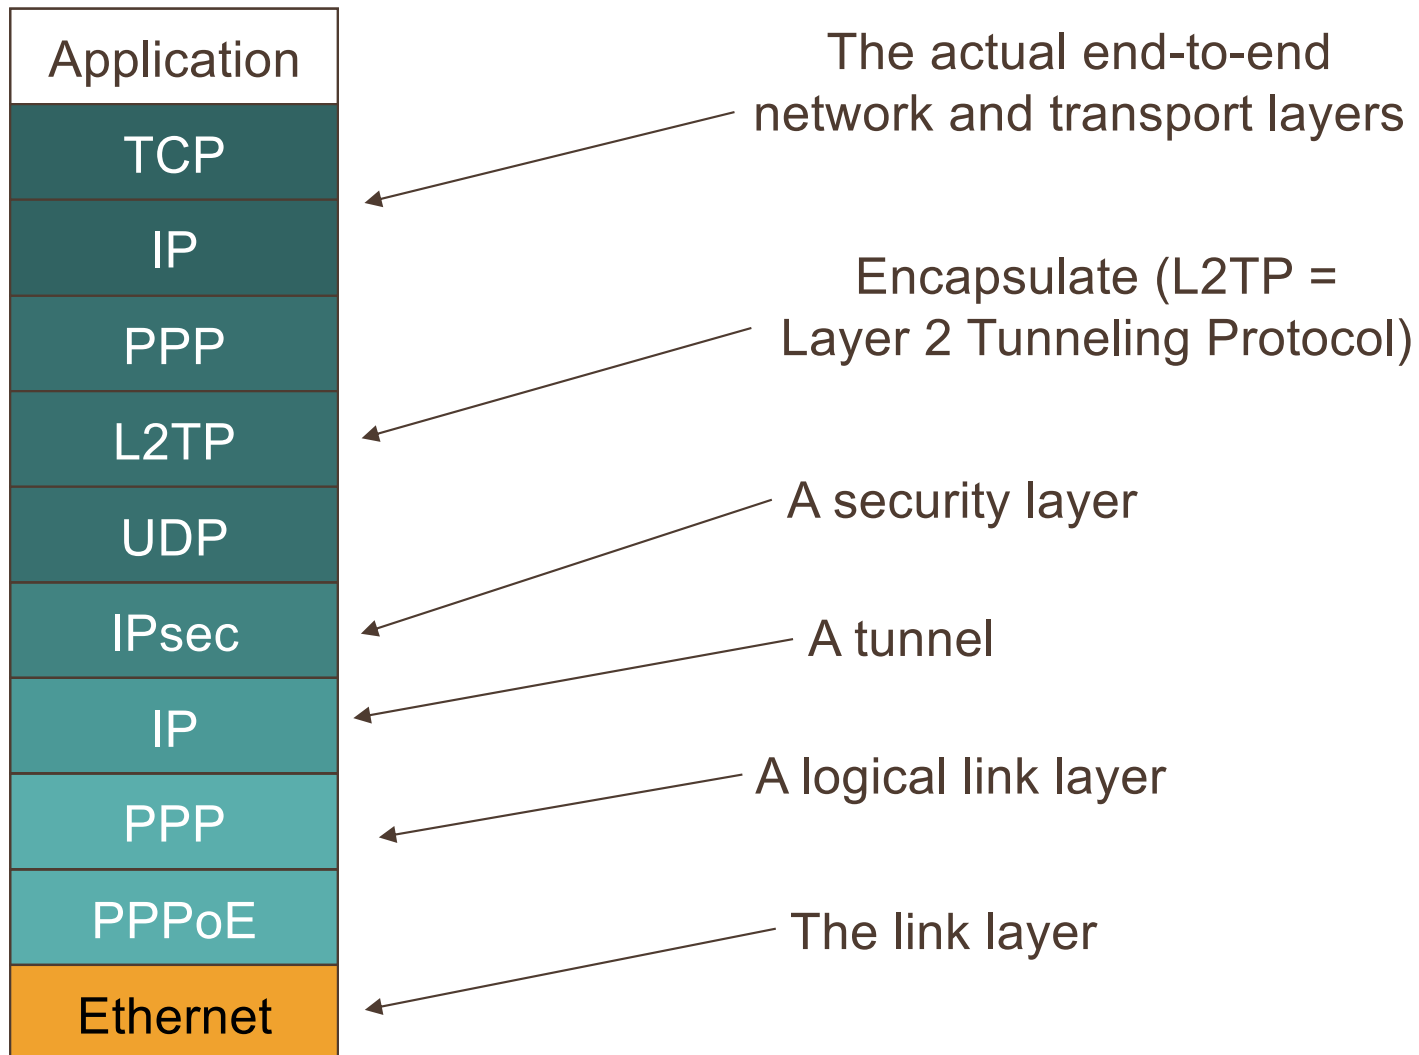 Application
TCP
IP
PPP
L2TP
UDP
IPsec
IP
PPP
PPPoE
Ethernet
The actual end-to-end
network and transport layers
Encapsulate (L2TP =
Layer 2 Tunneling Protocol)
A security layer
A tunnel
A logical link layer
The link layer